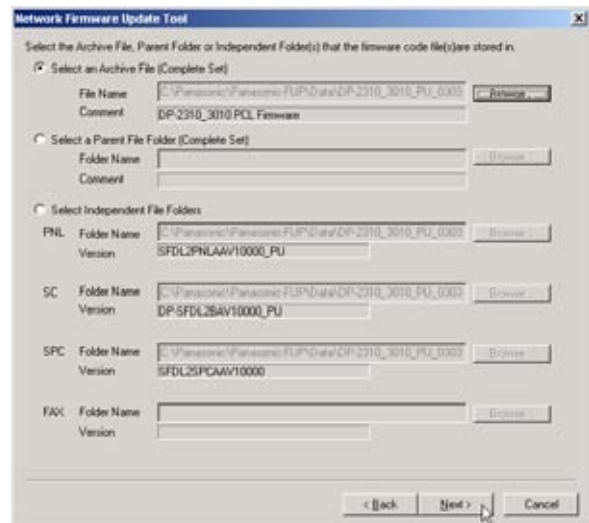 Network Firmware Update Tool
Select the Archive File, Parent Folder or Independent Folder(s) that the firmware code file(s)are stored in.
Select an Archive File (Complete Set)
File Name C:\Panasonic\Panasonic-FUP\Data\DP-2310_3010_PU_0303 Browse...
Comment DP-2310_3010 PCL Firmware
Select a Parent File Folder (Complete Set)
Folder Name Browse...
Comment
Select Independent File Folders
PNL Folder Name C:\Panasonic\Panasonic-FUP\Data\DP-2310_3010_PU_0303 Browse...
Version SFDL2PNLAAV10000_PU
SC Folder Name C:\Panasonic\Panasonic-FUP\Data\DP-2310_3010_PU_0303 Browse...
Version DP-SFDL2BAV10000_PU
SPC Folder Name C:\Panasonic\Panasonic-FUP\Data\DP-2310_3010_PU_0303 Browse...
Version SFDL2SPCAAV10000
FAX Folder Name Browse...
Version
< Back Next > Cancel